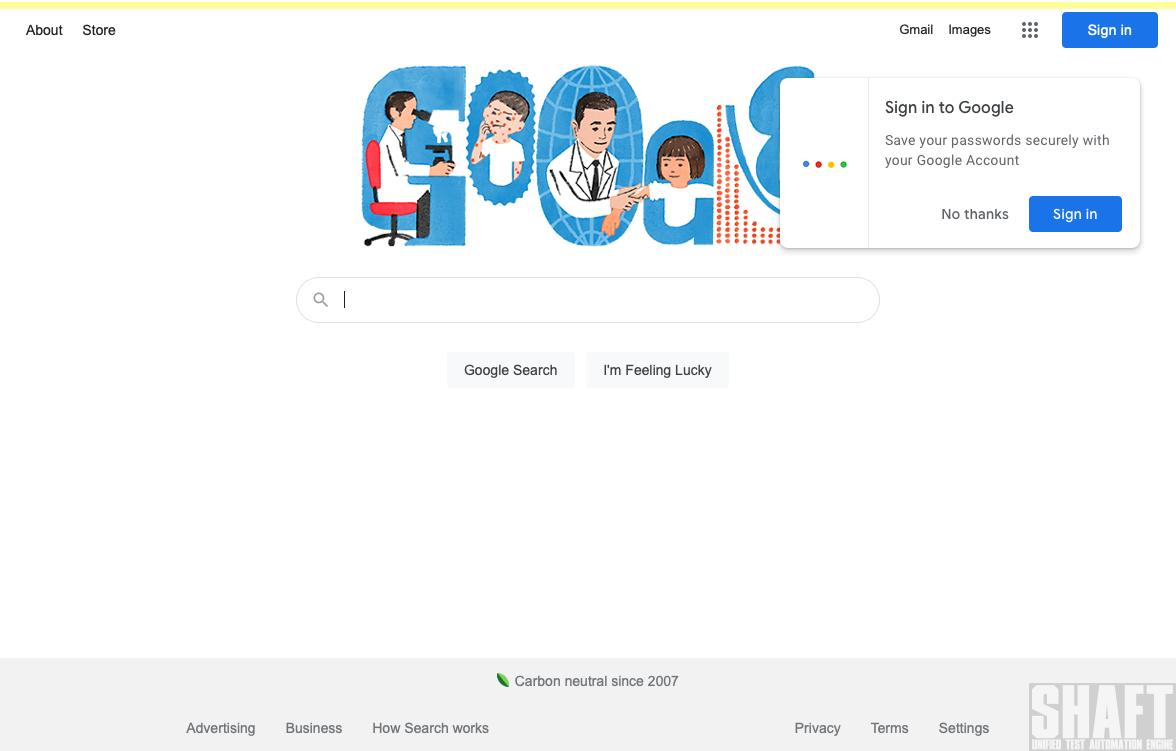 About Store
Gmail Images
Sign in
Google
Sign in to Google
Save your passwords securely with
your Google Account
No thanks Sign in
Google Search I'm Feeling Lucky
Carbon neutral since 2007
Advertising Business How Search works
Privacy Terms Settings
SHAFT
UNIFIED TEST AUTOMATION ENGINE